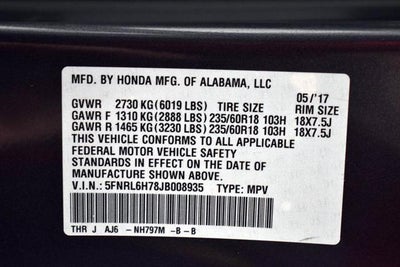 MFD. BY HONDA MFG. OF ALABAMA, LLC
05/'17
GVWR 2730 KG (6019 LBS) TIRE SIZE RIM SIZE
GAWR F 1310 KG (2888 LBS) 235/60R18 103H 18X7.5J
GAWR R 1465 KG (3230 LBS) 235/60R18 103H 18X7.5J
THIS VEHICLE CONFORMS TO ALL APPLICABLE
FEDERAL MOTOR VEHICLE SAFETY
STANDARDS IN EFFECT ON THE DATE OF
MANUFACTURE SHOWN ABOVE.
V.I.N.: 5FNRL6H78JB008935 TYPE: MPV
THR J AJ6 - NH797M -B-B